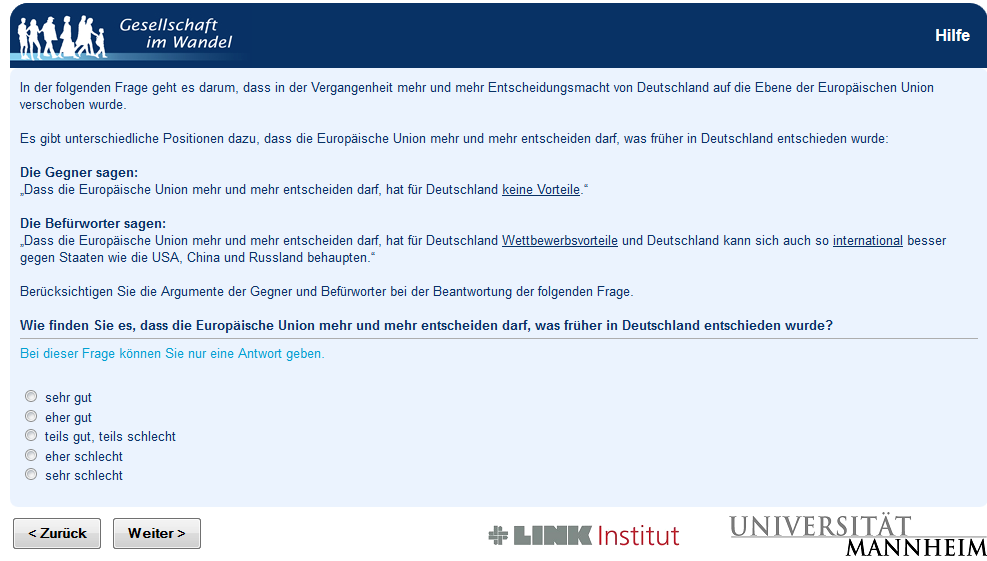 Gesellschaft
im Wandel
Hilfe
In der folgenden Frage geht es darum, dass in der Vergangenheit mehr und mehr Entscheidungsmacht von Deutschland auf die Ebene der Europäischen Union
verschoben wurde.
Es gibt unterschiedliche Positionen dazu, dass die Europäische Union mehr und mehr entscheiden darf, was früher in Deutschland entschieden wurde:
Die Gegner sagen:
„Dass die Europäische Union mehr und mehr entscheiden darf, hat für Deutschland keine Vorteile.“
Die Befürworter sagen:
„Dass die Europäische Union mehr und mehr entscheiden darf, hat für Deutschland Wettbewerbsvorteile und Deutschland kann sich auch so international besser
gegen Staaten wie die USA, China und Russland behaupten.“
Berücksichtigen Sie die Argumente der Gegner und Befürworter bei der Beantwortung der folgenden Frage.
Wie finden Sie es, dass die Europäische Union mehr und mehr entscheiden darf, was früher in Deutschland entschieden wurde?
Bei dieser Frage können Sie nur eine Antwort geben.
sehr gut
eher gut
teils gut, teils schlecht
eher schlecht
sehr schlecht
< Zurück
Weiter >
LINK Institut
UNIVERSITÄT
MANNHEIM